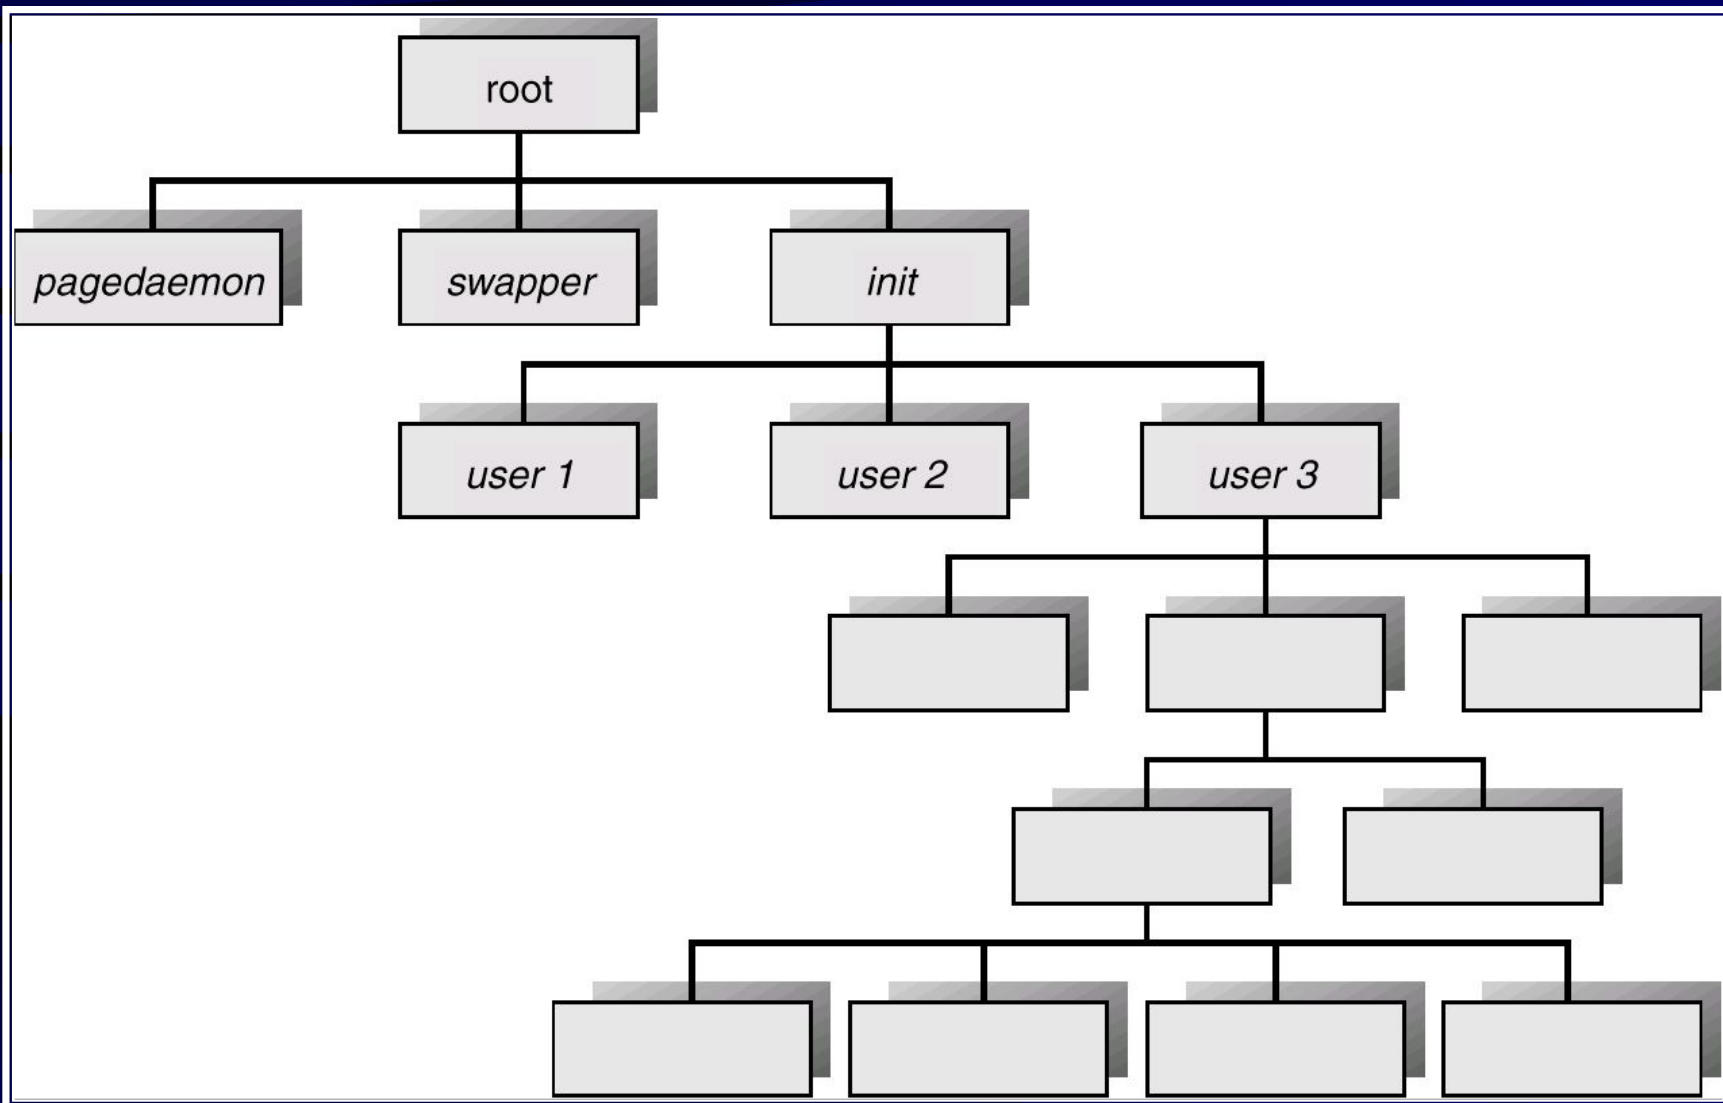 root
pagedaemon
swapper
init
user 1
user 2
user 3